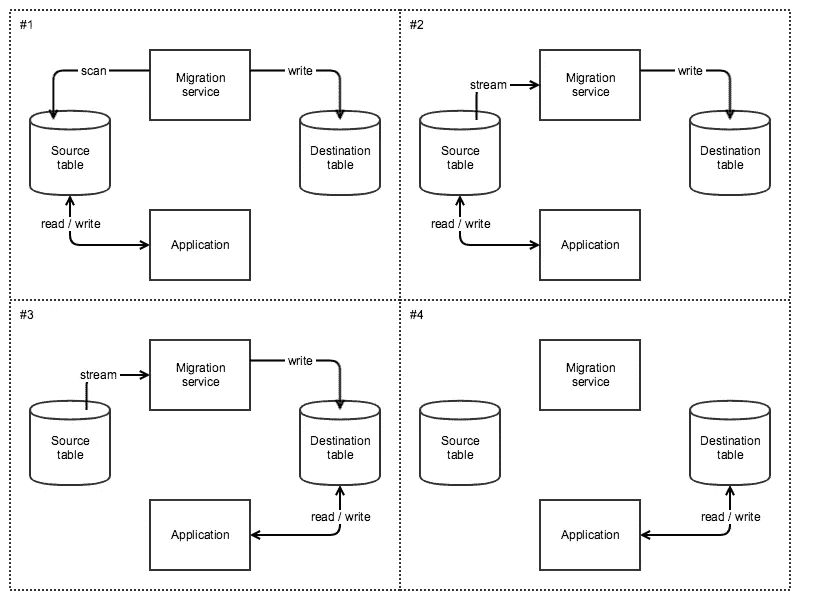 #1
scan
Migration
service
write
Source
table
Destination
table
read / write
Application
#2
stream
Migration
service
write
Source
table
Destination
table
read / write
Application
#3
stream
Migration
service
write
Source
table
Destination
table
read / write
Application
#4
Migration
service
Source
table
Destination
table
read / write
Application